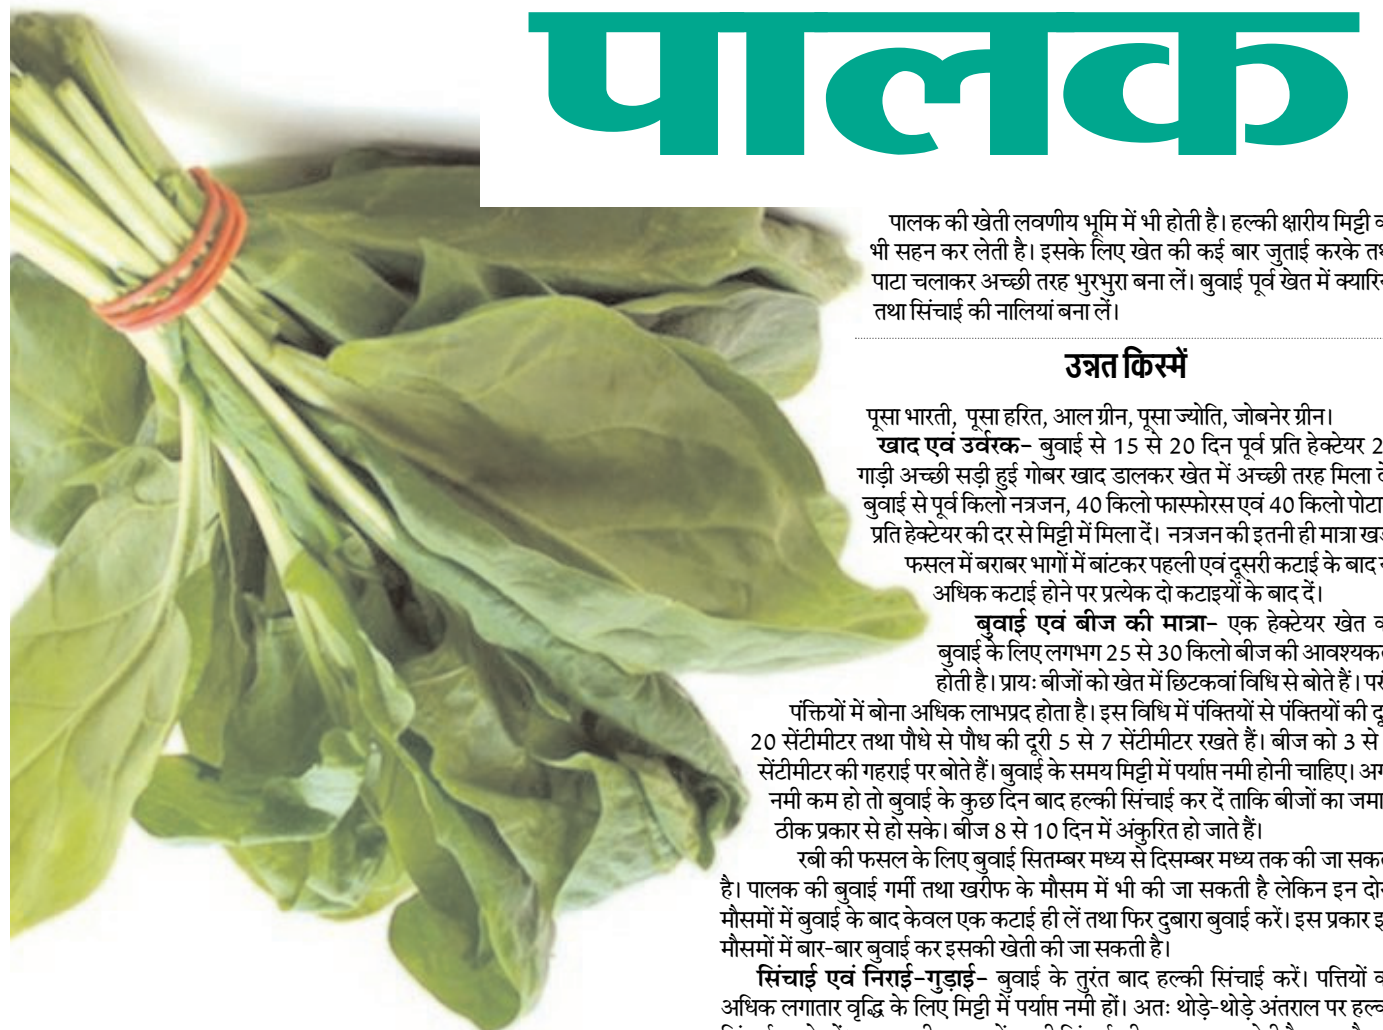 पालक
पालक की खेती लवणीय भूमि में भी होती है। हल्की क्षारीय मिट्टी
भी सहन कर लेती है। इसके लिए खेत की कई बार जुताई करके
पाटा चलाकर अच्छी तरह भुरभुरा बना लें। बुवाई पूर्व खेत में
तथा सिंचाई की नालियां बना लें।
उन्नत किस्में
पूसा भारती, पूसा हरित, आल ग्रीन, पूसा ज्योति, जोबनेर ग्रीन।
खाद एवं उर्वरक- बुवाई से 15 से 20 दिन पूर्व प्रति हेक्टेयर
गाड़ी अच्छी सड़ी हुई गोबर खाद डालकर खेत में अच्छी तरह मिला
बुवाई से पूर्व किलो नत्रजन, 40 किलो फास्फोरस एवं 40 किलो
प्रति हेक्टेयर की दर से मिट्टी में मिला दें। नत्रजन की इतनी ही मात्रा
फसल में बराबर भागों में बांटकर पहली एवं दूसरी कटाई के बाद
अधिक कटाई होने पर प्रत्येक दो कटाइयों के बाद दें।
बुवाई एवं बीज की मात्रा- एक हेक्टेयर खेत
बुवाई के लिए लगभग 25 से 30 किलो बीज की
होती है। प्रायः बीजों को खेत में छिटकवां विधि से बोते हैं।
पंक्तियों में बोना अधिक लाभप्रद होता है। इस विधि में पंक्तियों से पंक्तियों की
20 सेंटीमीटर तथा पौधे से पौध की दूरी 5 से 7 सेंटीमीटर रखते हैं। बीज को 3 से
सेंटीमीटर की गहराई पर बोते हैं। बुवाई के समय मिट्टी में पर्याप्त नमी होनी चाहिए।
नमी कम हो तो बुवाई के कुछ दिन बाद हल्की सिंचाई कर दें ताकि बीजों का
ठीक प्रकार से हो सके। बीज 8 से 10 दिन में अंकुरित हो जाते हैं।
रबी की फसल के लिए बुवाई सितम्बर मध्य से दिसम्बर मध्य तक की जा
है। पालक की बुवाई गर्मी तथा खरीफ के मौसम में भी की जा सकती है लेकिन इन
मौसमों में बुवाई के बाद केवल एक कटाई ही लें तथा फिर दुबारा बुवाई करें। इस प्रकार
मौसमों में बार-बार बुवाई कर इसकी खेती की जा सकती है।
सिंचाई एवं निराई-गुड़ाई- बुवाई के तुरंत बाद हल्की सिंचाई करें। पत्तियों
अधिक लगातार वृद्धि के लिए मिट्टी में पर्याप्त नमी हों। अतः थोड़े-थोड़े अंतराल पर